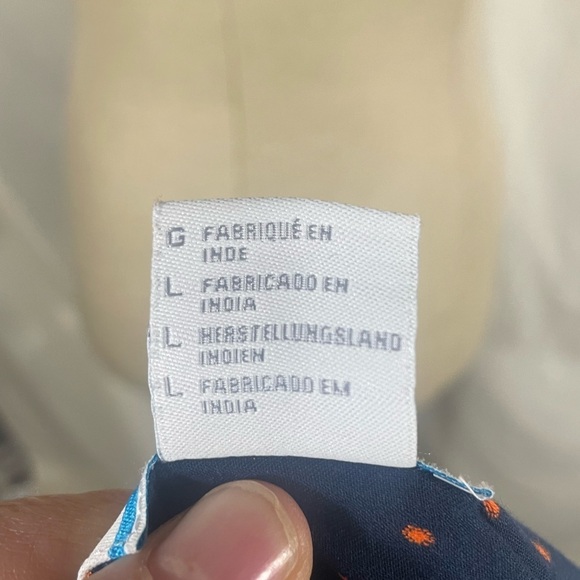 G FABRIQUÉ EN
INDE
L FABRICADO EN
INDIA
L HERSTELLUNGSLAND
INDIEN
L FABRICADO EM
INDIA